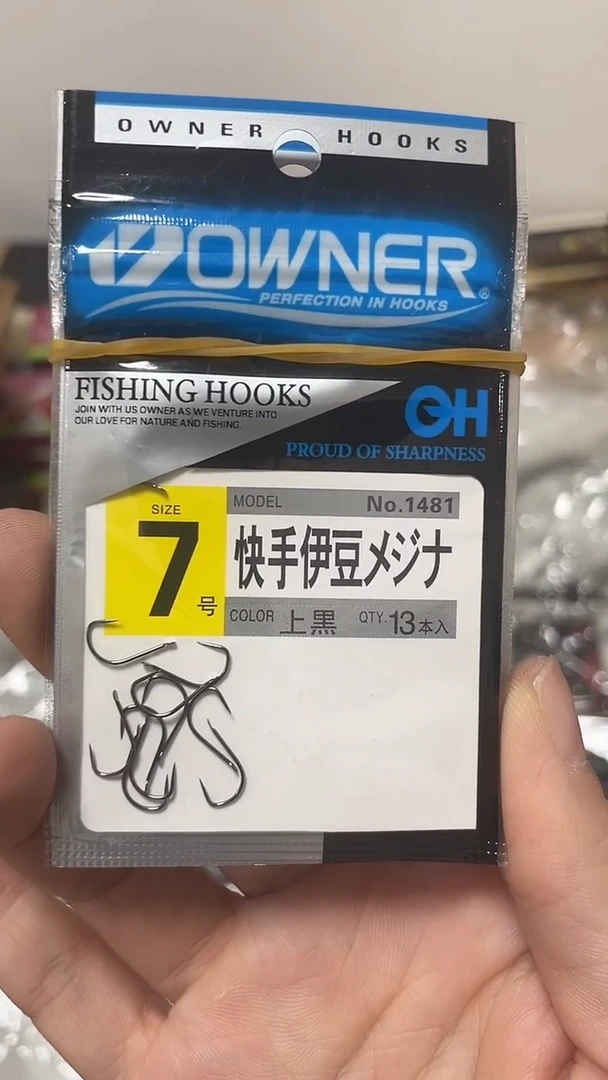 OWNER HOOKS
OWNER®
PERFECTION IN HOOKS
FISHING HOOKS
JOIN WITH US OWNER AS WE VENTURE INTO
OUR LOVE FOR NATURE AND FISHING.
OH
PROUD OF SHARPNESS
SIZE
7号
MODEL No.1481
快手伊豆メジナ
COLOR 上黒 QTY. 13本入